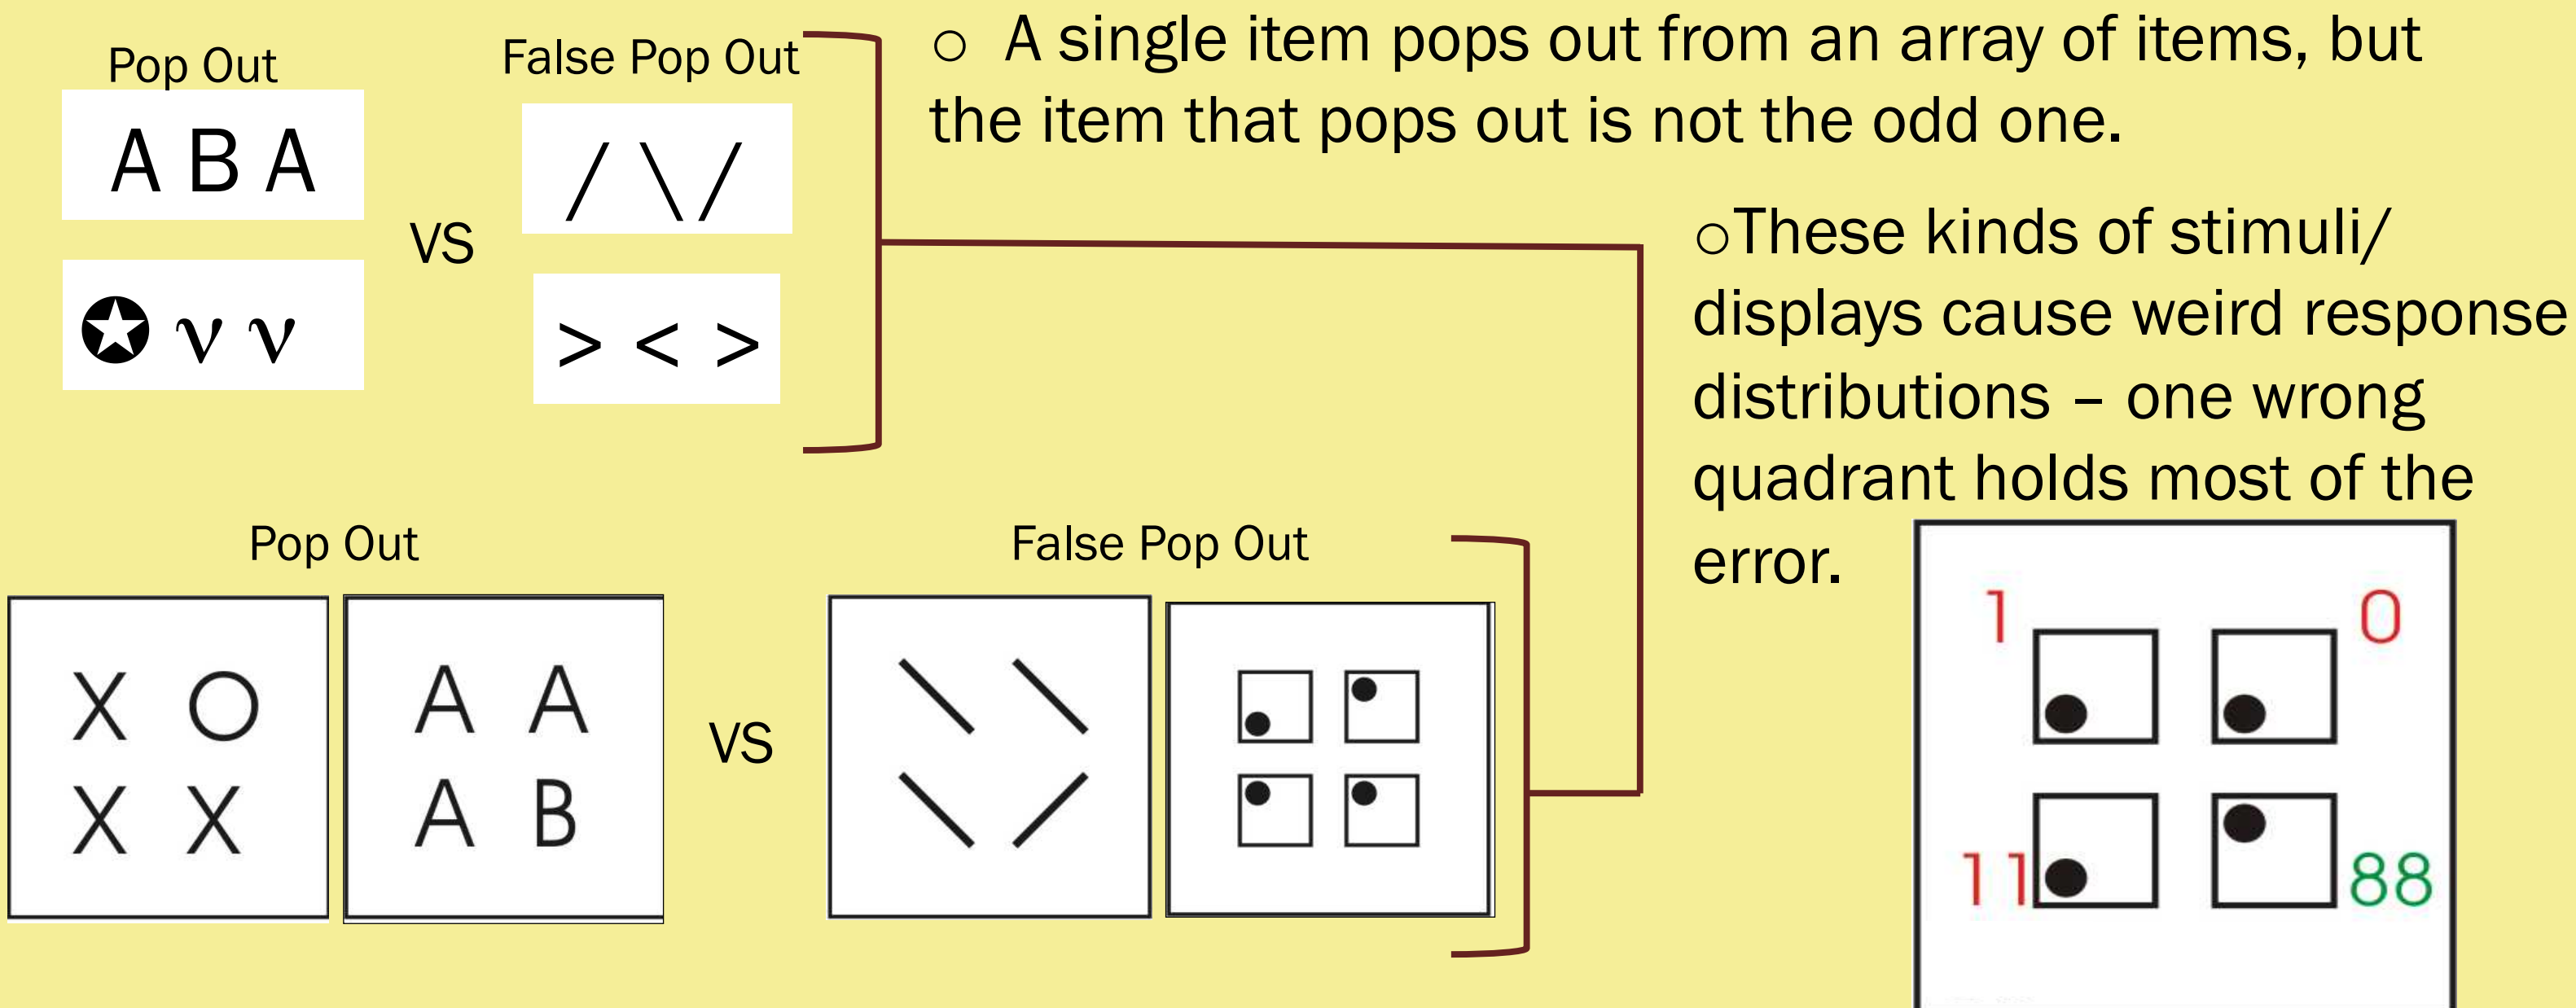 Pop Out
A B A
✪ ν ν
VS
False Pop Out
/ \ /
> < >
○ A single item pops out from an array of items, but
the item that pops out is not the odd one.
○These kinds of stimuli/
displays cause weird response
distributions – one wrong
quadrant holds most of the
error.
Pop Out
X O
X X
A A
A B
VS
False Pop Out
\ \
\ /
1 0
11 88